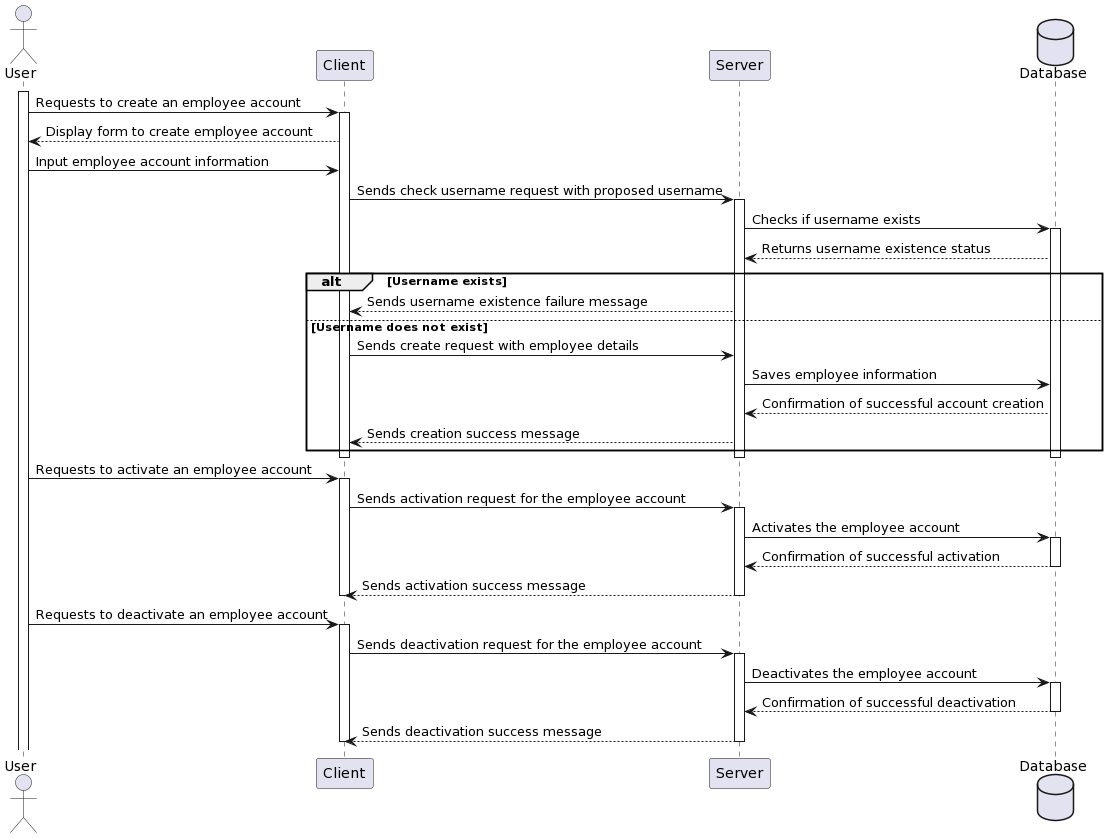 User
Client
Server
Database
Requests to create an employee account
Display form to create employee account
Input employee account information
Sends check username request with proposed username
Checks if username exists
Returns username existence status
alt [Username exists]
Sends username existence failure message
[Username does not exist]
Sends create request with employee details
Saves employee information
Confirmation of successful account creation
Sends creation success message
Requests to activate an employee account
Sends activation request for the employee account
Activates the employee account
Confirmation of successful activation
Sends activation success message
Requests to deactivate an employee account
Sends deactivation request for the employee account
Deactivates the employee account
Confirmation of successful deactivation
Sends deactivation success message
User
Client
Server
Database